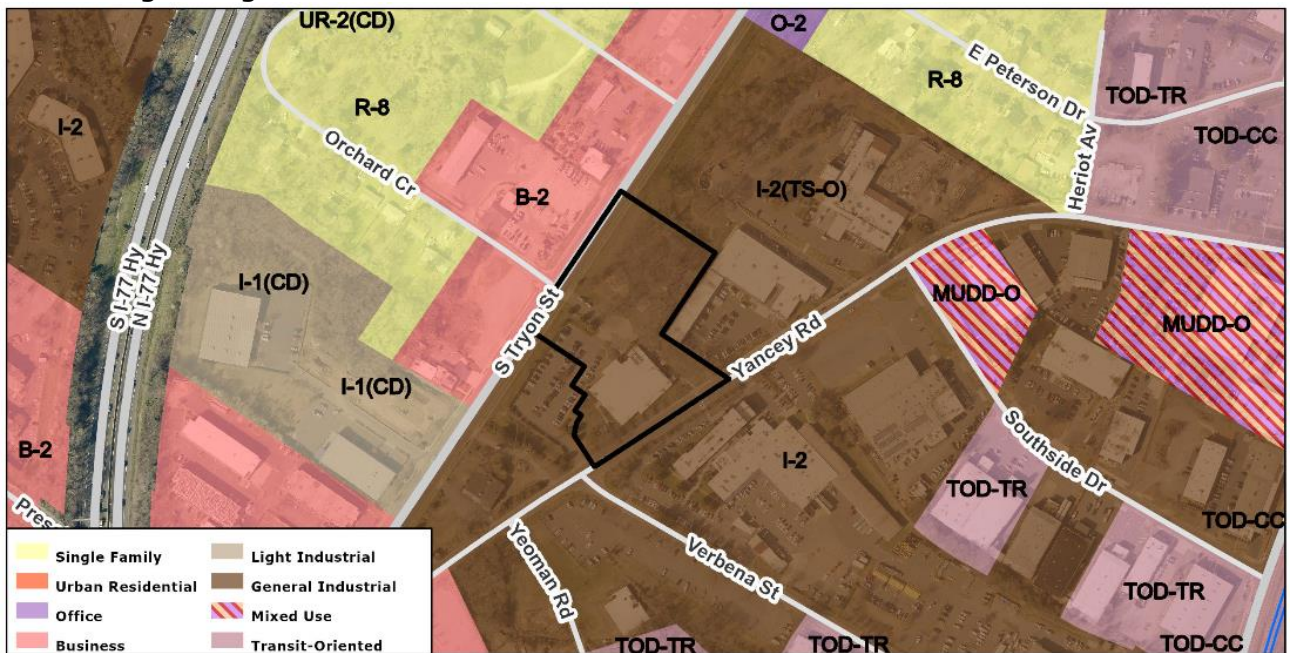 UR-2(CD)
O-2
R-8
E Peterson Dr
TOD-TR
I-2
R-8
TOD-CC
Orchard Cr
Heriot Av
B-2
I-2(TS-O)
S I-77 Hy
N I-77 Hy
I-1(CD)
MUDD-O
MUDD-O
S Tryon St
Yancey Rd
I-1(CD)
B-2
I-2
Southside Dr
TOD-TR
TOD-CC
Yeoman Rd
Verbena St
TOD-TR
TOD-TR
TOD-TR
TOD-CC
Single Family
Light Industrial
Urban Residential
General Industrial
Office
Mixed Use
Business
Transit-Oriented